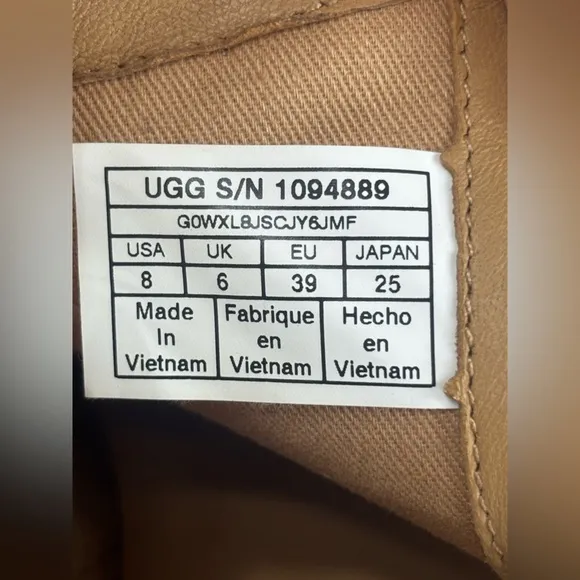 UGG S/N 1094889
G0WXL8JSCJY6JMF
USA UK EU JAPAN
8 6 39 25
Made Fabrique Hecho
In en en
Vietnam Vietnam Vietnam